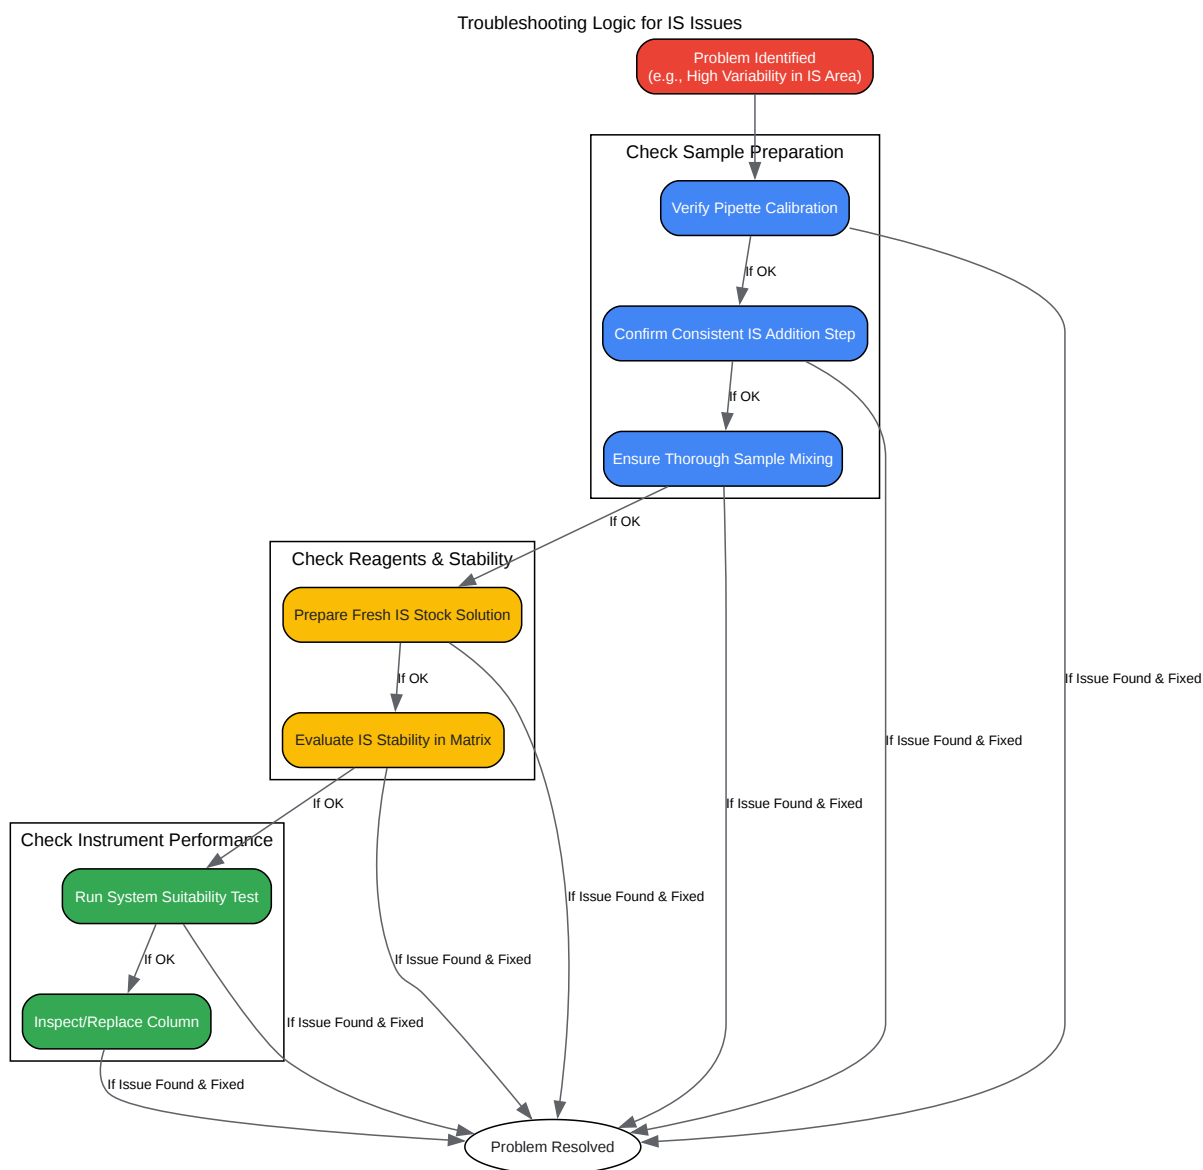 Troubleshooting Logic for IS Issues
Problem Identified
(e.g., High Variability in IS Area)
Check Sample Preparation
Verify Pipette Calibration
If OK
Confirm Consistent IS Addition Step
If OK
Ensure Thorough Sample Mixing
If OK
Check Reagents & Stability
Prepare Fresh IS Stock Solution
If OK
If Issue Found & Fixed
Evaluate IS Stability in Matrix
If Issue Found & Fixed
If OK
If Issue Found & Fixed
Check Instrument Performance
Run System Suitability Test
If Issue Found & Fixed
If OK
If Issue Found & Fixed
Inspect/Replace Column
If Issue Found & Fixed
If Issue Found & Fixed
Problem Resolved